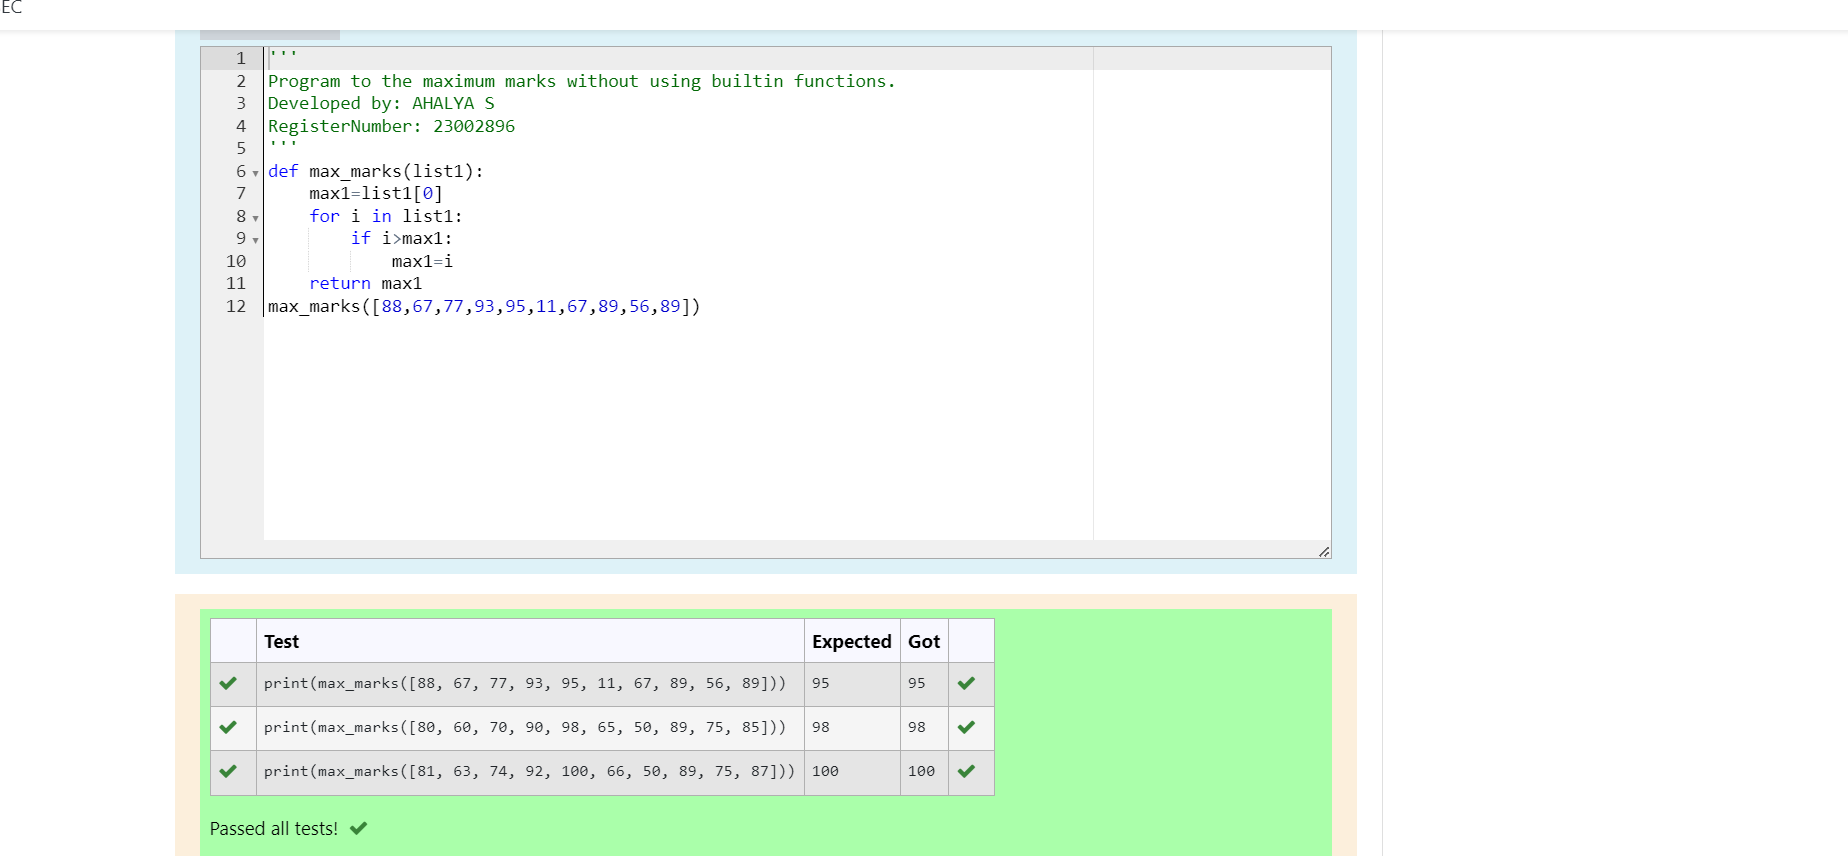 EC
1 '''
2 Program to the maximum marks without using builtin functions.
3 Developed by: AHALYA S
4 RegisterNumber: 23002896
5 '''
6 def max_marks(list1):
7     max1=list1[0]
8     for i in list1:
9         if i>max1:
10             max1=i
11     return max1
12 max_marks([88,67,77,93,95,11,67,89,56,89])
Test Expected Got
print(max_marks([88, 67, 77, 93, 95, 11, 67, 89, 56, 89])) 95 95
print(max_marks([80, 60, 70, 90, 98, 65, 50, 89, 75, 85])) 98 98
print(max_marks([81, 63, 74, 92, 100, 66, 50, 89, 75, 87])) 100 100
Passed all tests!